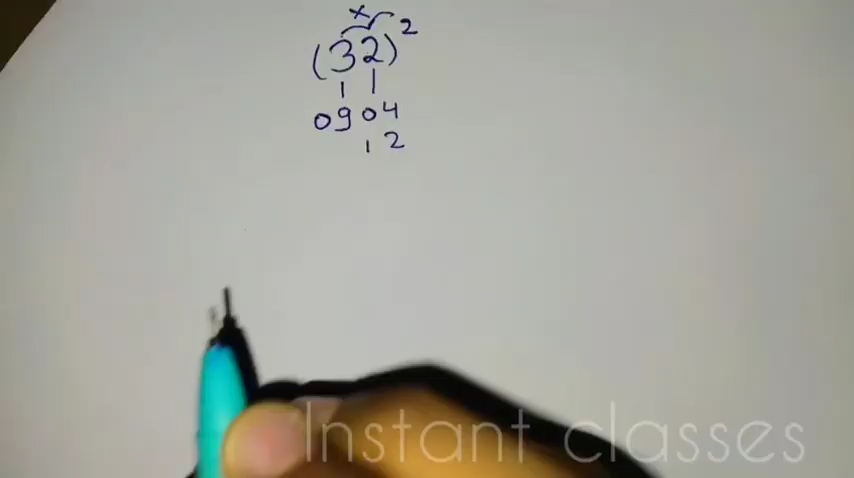 ×
(32)²
0904
12
Instant classes